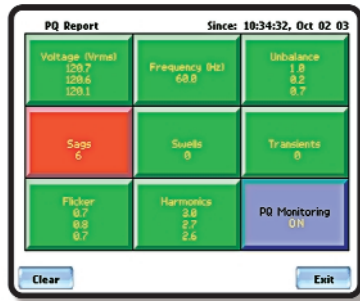 PQ Report Since: 10:34:32, Oct 02 03
Voltage (Vrms)
120.7
120.6
120.1
Frequency (Hz)
60.0
Unbalance
1.0
0.2
0.7
Sags
6
Swells
0
Transients
0
Flicker
0.7
0.8
0.7
Harmonics
3.0
2.7
2.6
PQ Monitoring
ON
Clear
Exit